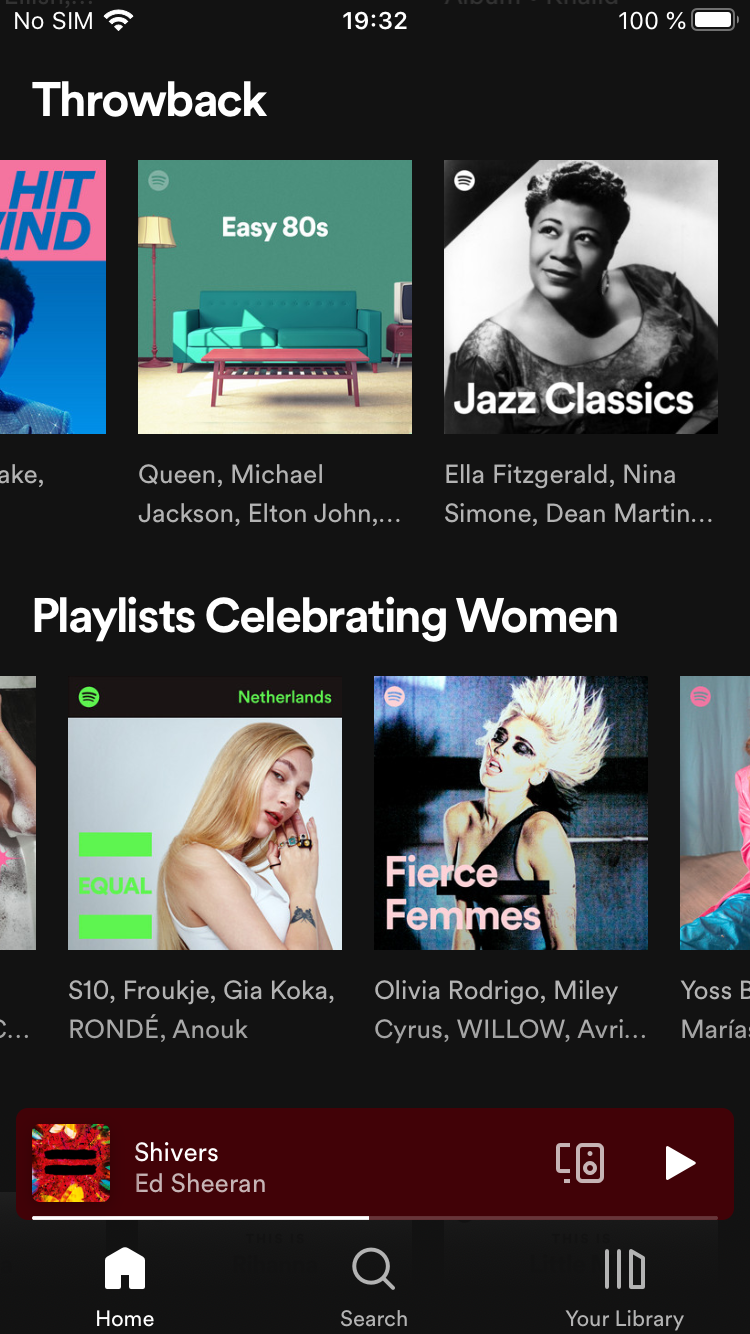 No SIM 19:32 100 %
Throwback
HIT
IND
Easy 80s
Jazz Classics
ake,
Queen, Michael
Jackson, Elton John,…
Ella Fitzgerald, Nina
Simone, Dean Martin…
Playlists Celebrating Women
Netherlands
EQUAL
Fierce
Femmes
C…
S10, Froukje, Gia Koka,
RONDÉ, Anouk
Olivia Rodrigo, Miley
Cyrus, WILLOW, Avri…
Yoss B
Marías
Shivers
Ed Sheeran
Home
Search
Your Library